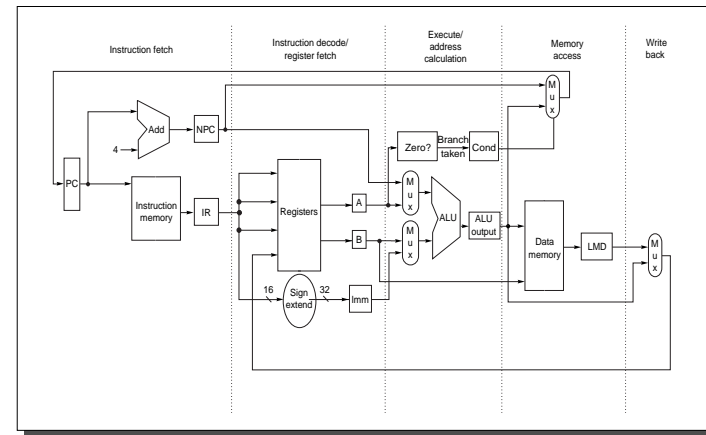 Instruction fetch
Instruction decode/
register fetch
Execute/
address
calculation
Memory
access
Write
back
M
u
x
Add
NPC
4
Zero?
Branch
taken
Cond
PC
Instruction
memory
IR
Registers
A
B
M
u
x
M
u
x
ALU
ALU
output
Data
memory
LMD
M
u
x
16
Sign
extend
32
Imm